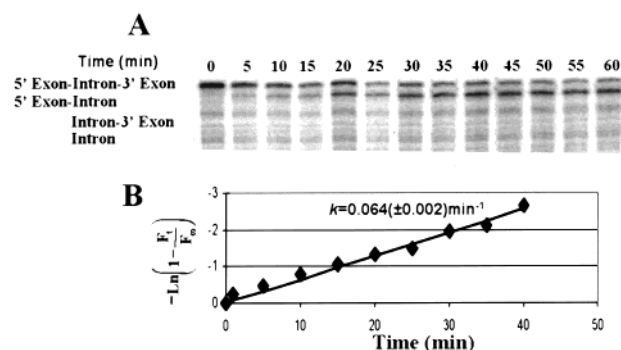 A
Time (min) 0 5 10 15 20 25 30 35 40 45 50 55 60
5' Exon-Intron-3' Exon
5' Exon-Intron
Intron-3' Exon
Intron
B
-3
-2
-1
0
k=0.064(±0.002)min⁻¹
-Ln(1-Ft/F∞)
0 10 20 30 40 50
Time (min)